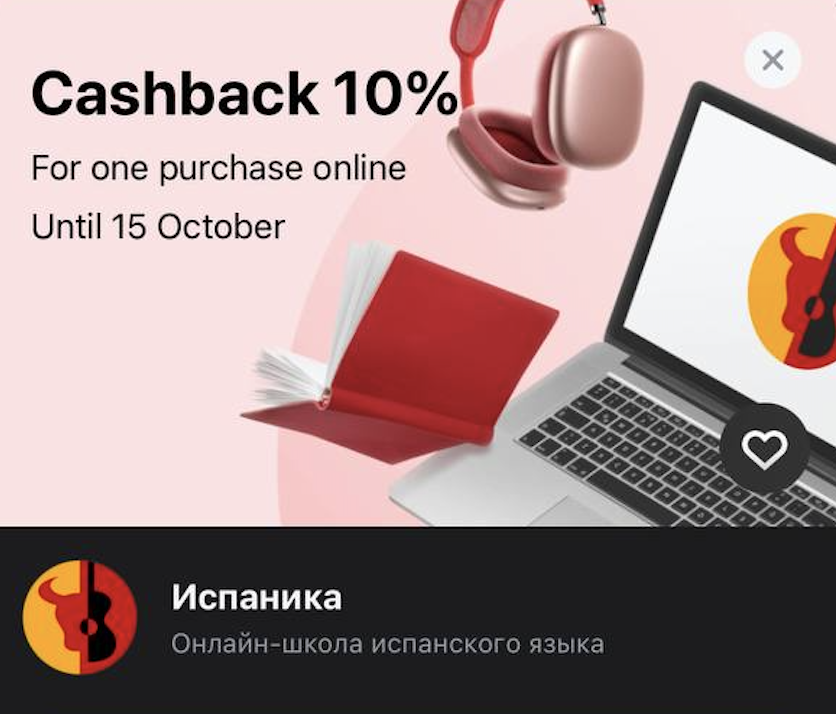 Cashback 10%
For one purchase online
Until 15 October
Испаника
Онлайн-школа испанского языка